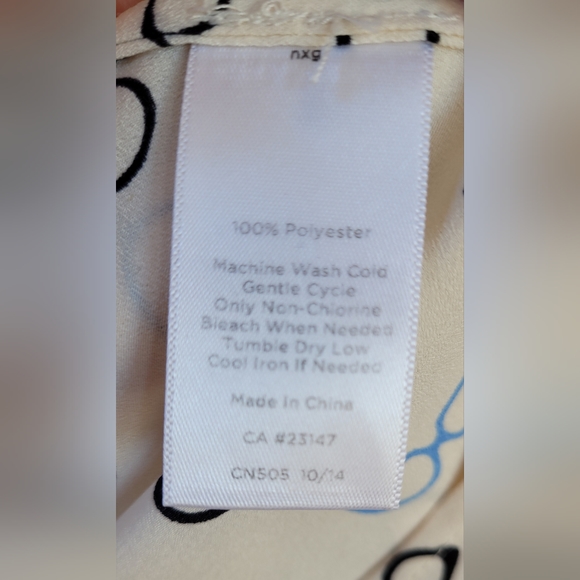 nxg
100% Polyester
Machine Wash Cold
Gentle Cycle
Only Non-Chlorine
Bleach When Needed
Tumble Dry Low
Cool Iron If Needed
Made In China
CA #23147
CN505 10/14